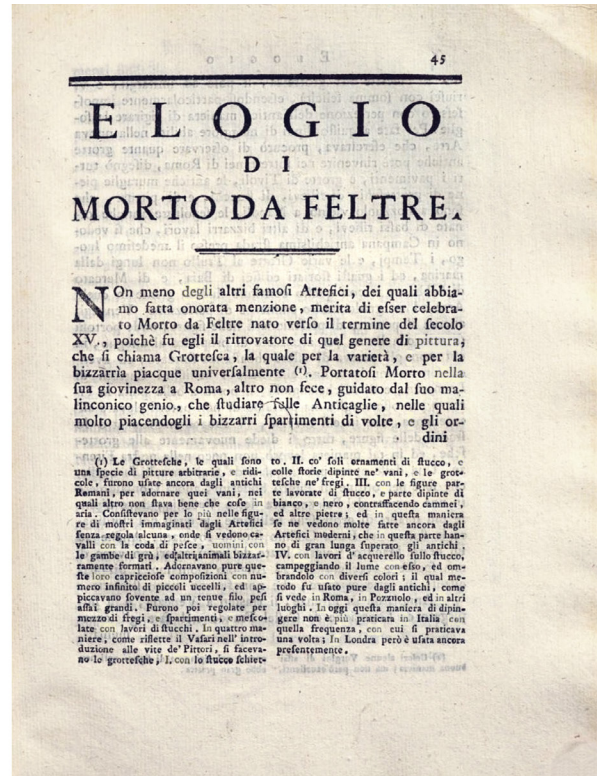 45
ELOGIO
DI
MORTO DA FELTRE.
NOn meno degli altri famoſi Artefici, dei quali abbia-
mo fatta onorata menzione, merita di eſſer celebra-
to Morto da Feltre nato verſo il termine del ſecolo
XV., poichè fu egli il ritrovatore di quel genere di pittura,
che ſi chiama Grotteſca, la quale per la varietà, e per la
bizzarrìa piacque univerſalmente (1). Portatoſi Morto nella
ſua giovinezza a Roma, altro non fece, guidato dal ſuo ma-
linconico genio, che ſtudiare ſulle Anticaglie, nelle quali
molto piacendogli i bizzarri ſpartimenti di volte, e gli or-
dini
(1) Le Grotteſche, le quali ſono
una ſpecie di pitture arbitrarie, e ridi-
cole, furono uſate ancora dagli antichi
Romani, per adornare quei vani, nei
quali altro non ſtava bene che coſe in
aria. Conſiſtevano per lo più nelle figu-
re di moſtri immaginati dagli Artefici
ſenza regola alcuna, onde ſi vedono ca-
valli con la coda di peſce, uomini con
le gambe di grù, ed altri animali bizzar-
ramente formati. Adornavano pure que-
ſte loro capriccioſe compoſizioni con nu-
mero infinito di piccoli uccelli, ed ap-
piccavano ſovente ad un tenue filo peſi
aſſai grandi. Furono poi regolate per
mezzo di fregi, e ſpartimenti, e meſco-
late con lavori di ſtucchi. In quattro ma-
niere, come riflette il Vaſari nell' intro-
duzione alle vite de' Pittori, ſi faceva-
no le grotteſche; I. con lo ſtucco ſchiet-
to. II. co' ſoli ornamenti di ſtucco, e
colle ſtorie dipinte ne' vani, e le grot-
teſche ne' fregi. III. con le figure par-
te lavorate di ſtucco, e parte dipinte di
bianco, e nero, contraffacendo cammei,
ed altre pietre; ed in queſta maniera
ſe ne vedono molte fatte ancora dagli
Artefici moderni, che in queſta parte han-
no di gran lunga ſuperato gli antichi.
IV. con lavori d' acquerello ſullo ſtucco,
campeggiando il lume con eſſo, ed om-
brandolo con diverſi colori; il qual me-
todo fu uſato pure dagli antichi, come
ſi vede in Roma, in Pozzuolo, ed in altri
luoghi. In oggi queſta maniera di dipin-
gere non è più praticata in Italia, con
quella frequenza, con cui ſi praticava
una volta; In Londra però è uſata ancora
preſentemente.